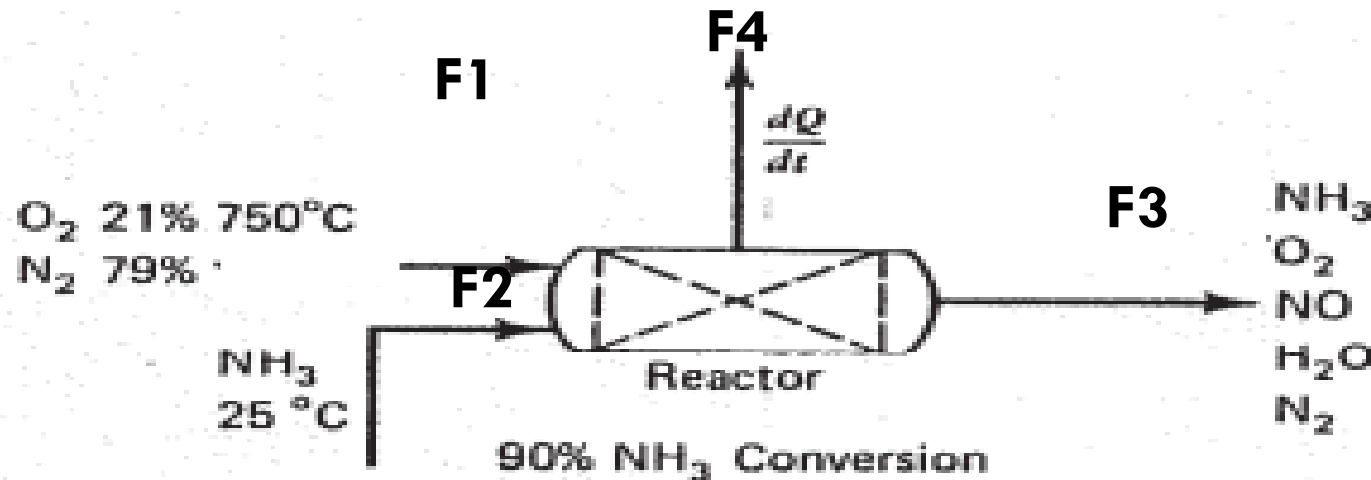 F4
F1
dQ
dt
F3
O₂ 21% 750°C
N₂ 79%
F2
NH₃
25 °C
Reactor
90% NH₃ Conversion
NH₃
O₂
NO
H₂O
N₂